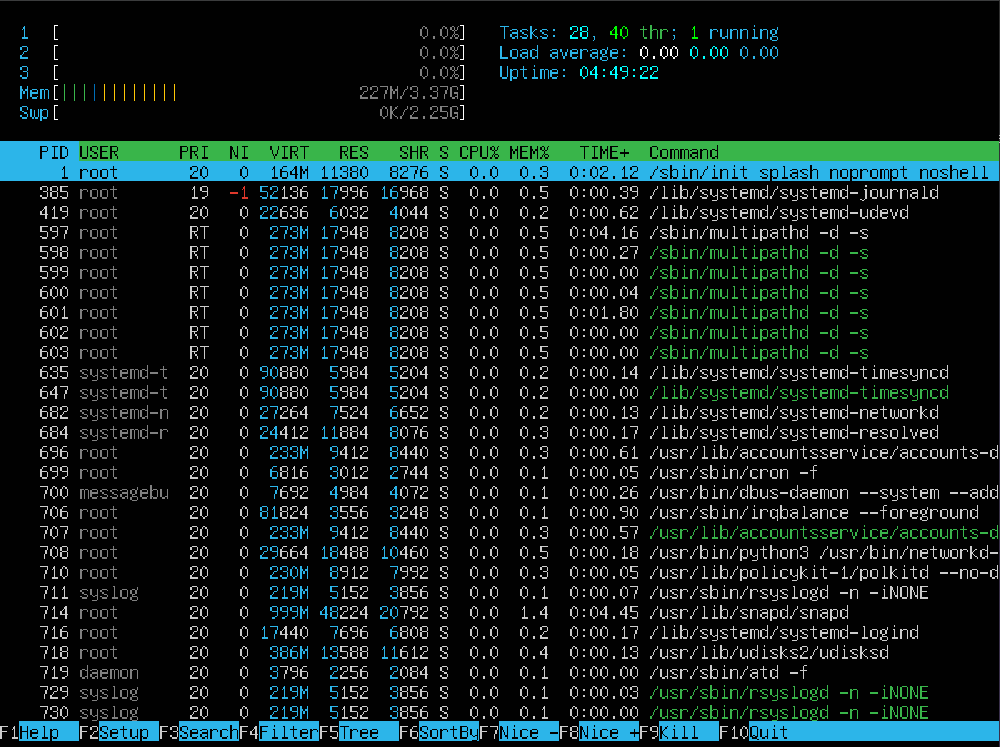 1 [ 0.0%] Tasks: 28, 40 thr; 1 running
2 [ 0.0%] Load average: 0.00 0.00 0.00
3 [ 0.0%] Uptime: 04:49:22
Mem[||||||||||||| 227M/3.37G]
Swp[ 0K/2.25G]
PID USER PRI NI VIRT RES SHR S CPU% MEM% TIME+ Command
1 root 20 0 164M 11380 8276 S 0.0 0.3 0:02.12 /sbin/init splash noprompt noshell
385 root 19 -1 52136 17996 16968 S 0.0 0.5 0:00.39 /lib/systemd/systemd-journald
419 root 20 0 22636 6032 4044 S 0.0 0.2 0:00.62 /lib/systemd/systemd-udevd
597 root RT 0 273M 17948 8208 S 0.0 0.5 0:04.16 /sbin/multipathd -d -s
598 root RT 0 273M 17948 8208 S 0.0 0.5 0:00.27 /sbin/multipathd -d -s
599 root RT 0 273M 17948 8208 S 0.0 0.5 0:00.00 /sbin/multipathd -d -s
600 root RT 0 273M 17948 8208 S 0.0 0.5 0:00.04 /sbin/multipathd -d -s
601 root RT 0 273M 17948 8208 S 0.0 0.5 0:01.80 /sbin/multipathd -d -s
602 root RT 0 273M 17948 8208 S 0.0 0.5 0:00.00 /sbin/multipathd -d -s
603 root RT 0 273M 17948 8208 S 0.0 0.5 0:00.00 /sbin/multipathd -d -s
635 systemd-t 20 0 90880 5984 5204 S 0.0 0.2 0:00.14 /lib/systemd/systemd-timesyncd
647 systemd-t 20 0 90880 5984 5204 S 0.0 0.2 0:00.00 /lib/systemd/systemd-timesyncd
682 systemd-n 20 0 27264 7524 6652 S 0.0 0.2 0:00.13 /lib/systemd/systemd-networkd
684 systemd-r 20 0 24412 11884 8076 S 0.0 0.3 0:00.17 /lib/systemd/systemd-resolved
696 root 20 0 233M 9412 8440 S 0.0 0.3 0:00.61 /usr/lib/accountsservice/accounts-d
699 root 20 0 6816 3012 2744 S 0.0 0.1 0:00.05 /usr/sbin/cron -f
700 messagebu 20 0 7692 4984 4072 S 0.0 0.1 0:00.26 /usr/bin/dbus-daemon --system --add
706 root 20 0 81824 3556 3248 S 0.0 0.1 0:00.90 /usr/sbin/irqbalance --foreground
707 root 20 0 233M 9412 8440 S 0.0 0.3 0:00.57 /usr/lib/accountsservice/accounts-d
708 root 20 0 29664 18488 10460 S 0.0 0.5 0:00.18 /usr/bin/python3 /usr/bin/networkd-
710 root 20 0 230M 8912 7992 S 0.0 0.3 0:00.05 /usr/lib/policykit-1/polkitd --no-d
711 syslog 20 0 219M 5152 3856 S 0.0 0.1 0:00.07 /usr/sbin/rsyslogd -n -iNONE
714 root 20 0 999M 48224 20792 S 0.0 1.4 0:04.45 /usr/lib/snapd/snapd
716 root 20 0 17440 7696 6808 S 0.0 0.2 0:00.17 /lib/systemd/systemd-logind
718 root 20 0 386M 13588 11612 S 0.0 0.4 0:00.13 /usr/lib/udisks2/udisksd
719 daemon 20 0 3796 2256 2084 S 0.0 0.1 0:00.00 /usr/sbin/atd -f
729 syslog 20 0 219M 5152 3856 S 0.0 0.1 0:00.03 /usr/sbin/rsyslogd -n -iNONE
730 syslog 20 0 219M 5152 3856 S 0.0 0.1 0:00.00 /usr/sbin/rsyslogd -n -iNONE
F1Help F2Setup F3SearchF4FilterF5Tree F6SortByF7Nice -F8Nice +F9Kill F10Quit